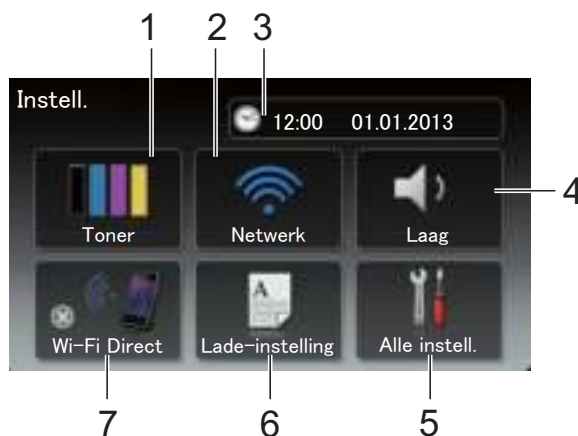 1 2 3
Instell.
12:00 01.01.2013
4
Toner Netwerk Laag
A
Wi-Fi Direct Lade-instelling Alle instell.
7 6 5